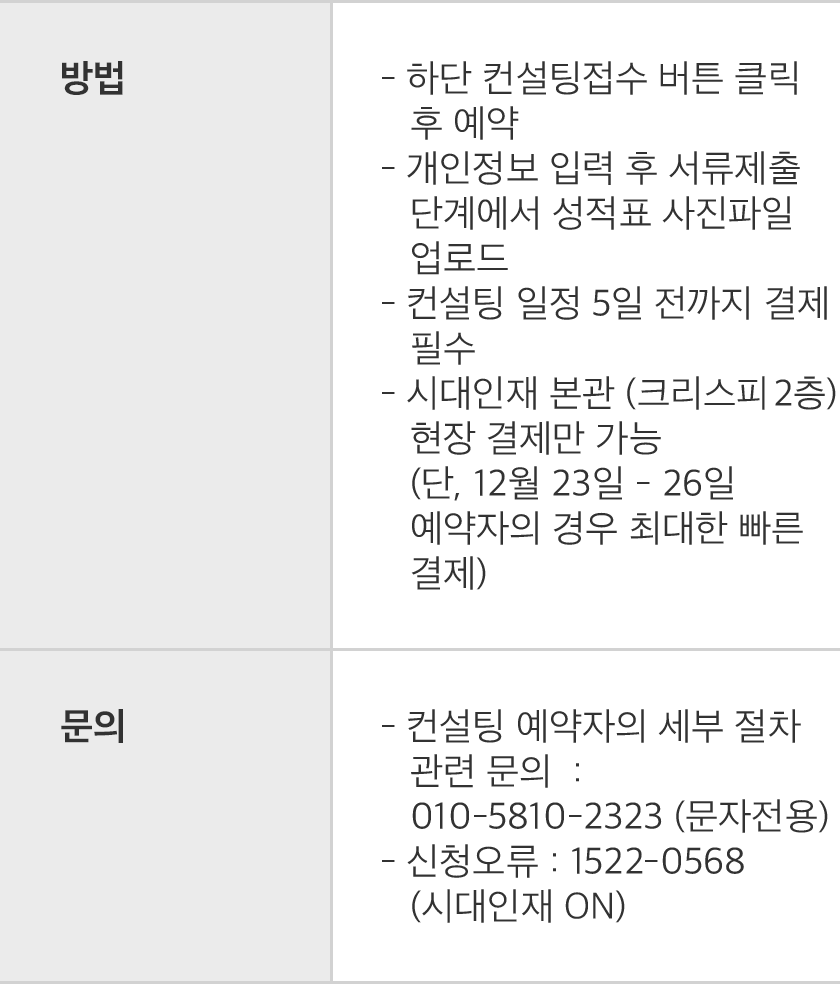 방법
- 하단 컨설팅접수 버튼 클릭
후 예약
- 개인정보 입력 후 서류제출
단계에서 성적표 사진파일
업로드
- 컨설팅 일정 5일 전까지 결제
필수
- 시대인재 본관 (크리스피 2층)
현장 결제만 가능
(단, 12월 23일 - 26일
예약자의 경우 최대한 빠른
결제)
문의
- 컨설팅 예약자의 세부 절차
관련 문의 :
010-5810-2323 (문자전용)
- 신청오류 : 1522-0568
(시대인재 ON)